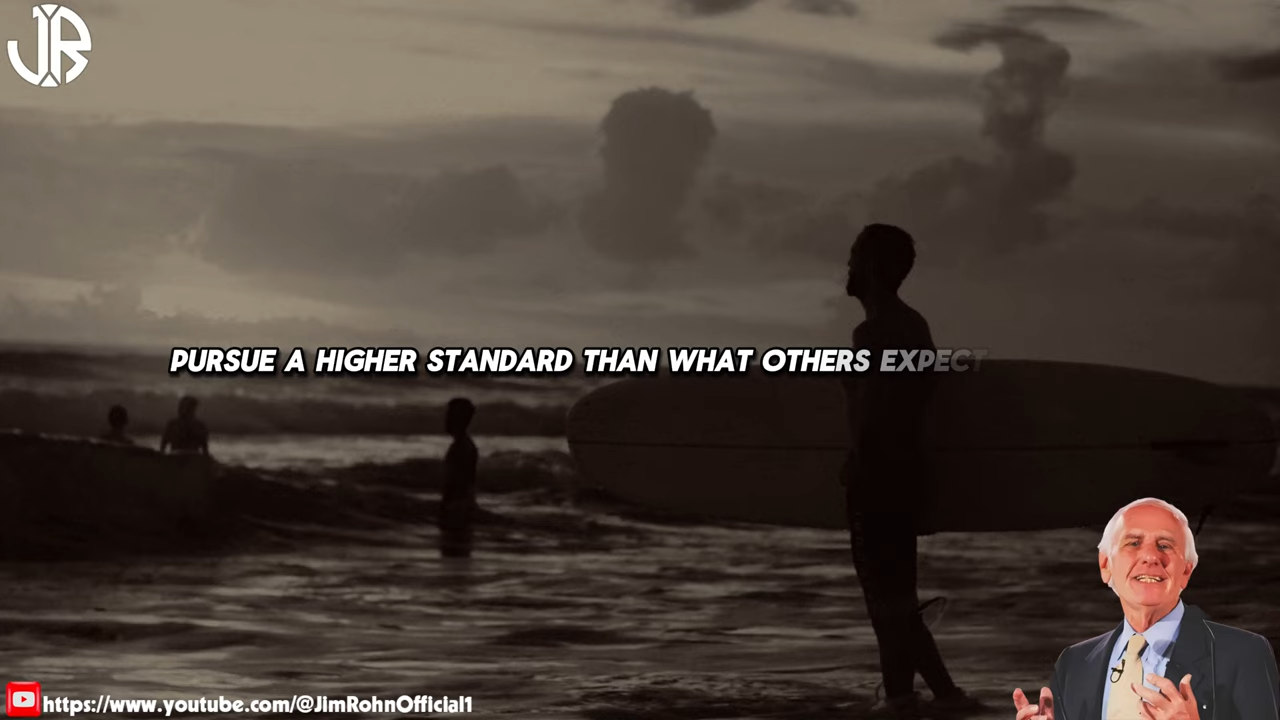 JR
PURSUE A HIGHER STANDARD THAN WHAT OTHERS EXPECT
https://www.youtube.com/@JimRohnOfficial1